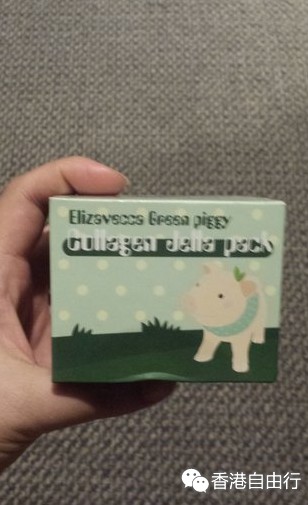 Elizavecca Green piggy
Collagen Jella pack
香港自由行